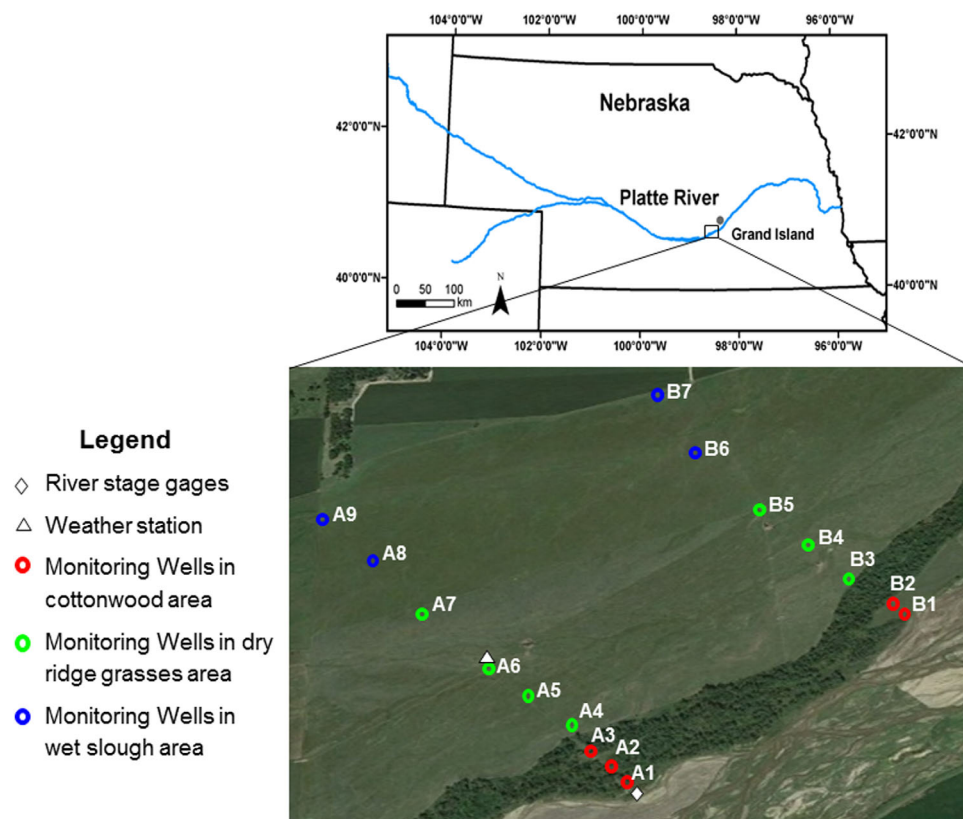 104°0'0"W 102°0'0"W 100°0'0"W 98°0'0"W 96°0'0"W
Nebraska
42°0'0"N 42°0'0"N
Platte River
Grand Island
40°0'0"N 40°0'0"N
N
0 50 100
km
104°0'0"W 102°0'0"W 100°0'0"W 98°0'0"W 96°0'0"W
B7
B6
B5
B4
B3
B2
B1
A9
A8
A7
A6
A5
A4
A3
A2
A1
Legend
River stage gages
Weather station
Monitoring Wells in
cottonwood area
Monitoring Wells in dry
ridge grasses area
Monitoring Wells in
wet slough area